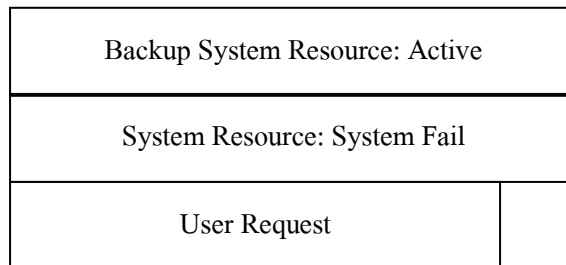 Backup System Resource: Active
System Resource: System Fail
User Request